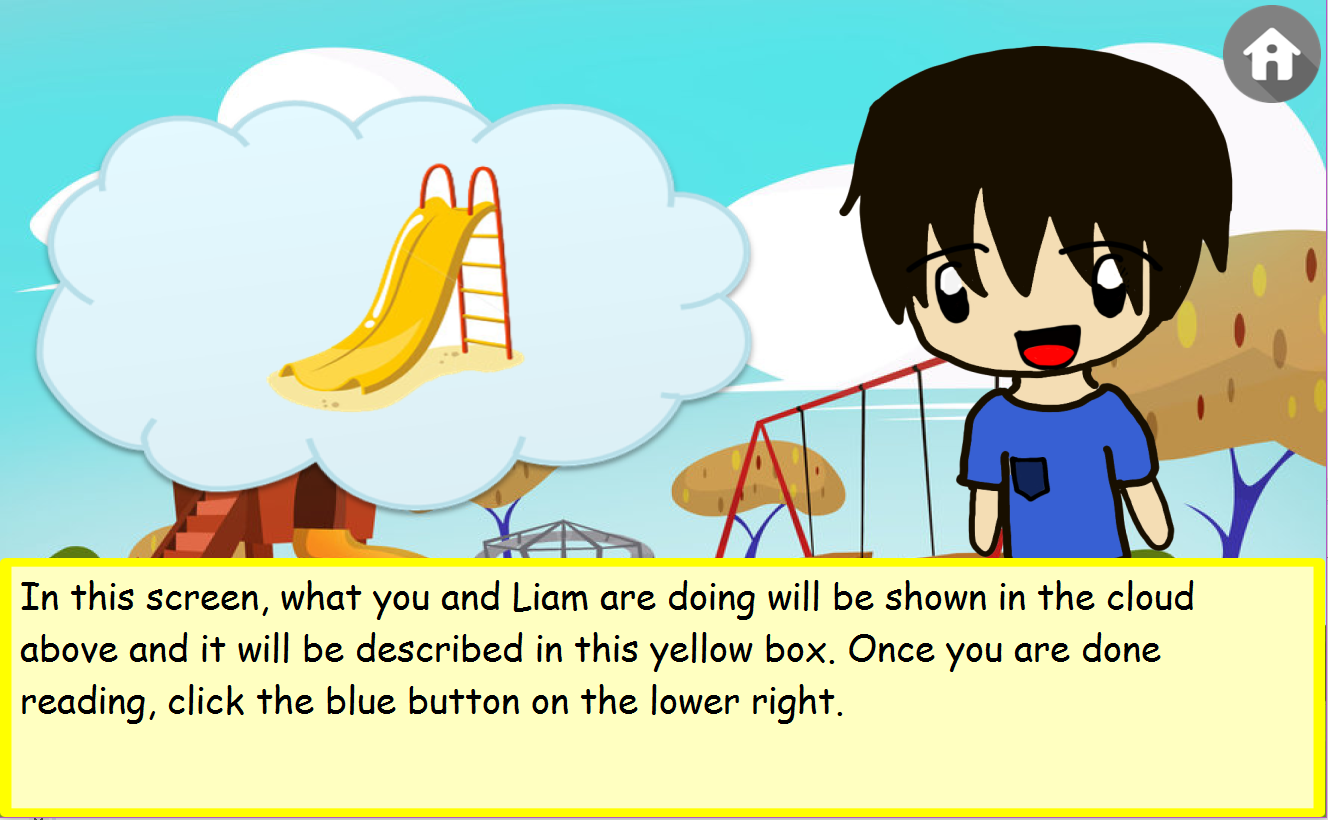 In this screen, what you and Liam are doing will be shown in the cloud
above and it will be described in this yellow box. Once you are done
reading, click the blue button on the lower right.